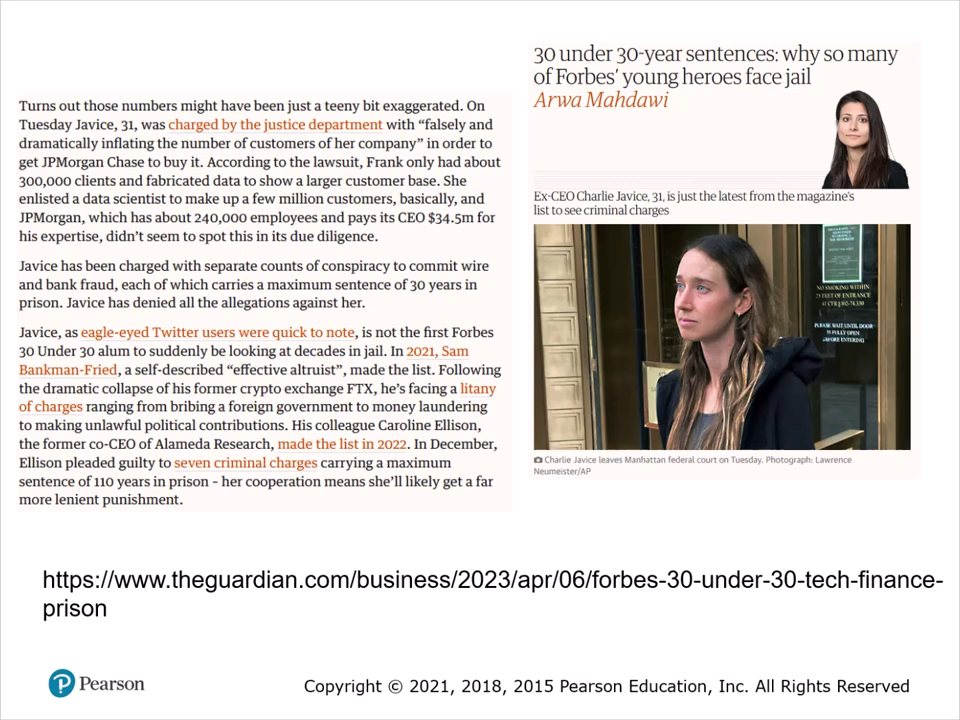 30 under 30-year sentences: why so many
of Forbes' young heroes face jail
Arwa Mahdawi
Ex-CEO Charlie Javice, 31, is just the latest from the magazine's
list to see criminal charges
NO SMOKING WITHIN
25 FEET OF ENTRANCE
PLEASE WAIT UNTIL DOOR
IS FULLY OPEN
BEFORE ENTERING
Charlie Javice leaves Manhattan federal court on Tuesday. Photograph: Lawrence
Neumeister/AP
Turns out those numbers might have been just a teeny bit exaggerated. On
Tuesday Javice, 31, was charged by the justice department with “falsely and
dramatically inflating the number of customers of her company” in order to
get JPMorgan Chase to buy it. According to the lawsuit, Frank only had about
300,000 clients and fabricated data to show a larger customer base. She
enlisted a data scientist to make up a few million customers, basically, and
JPMorgan, which has about 240,000 employees and pays its CEO $34.5m for
his expertise, didn't seem to spot this in its due diligence.
Javice has been charged with separate counts of conspiracy to commit wire
and bank fraud, each of which carries a maximum sentence of 30 years in
prison. Javice has denied all the allegations against her.
Javice, as eagle-eyed Twitter users were quick to note, is not the first Forbes
30 Under 30 alum to suddenly be looking at decades in jail. In 2021, Sam
Bankman-Fried, a self-described “effective altruist”, made the list. Following
the dramatic collapse of his former crypto exchange FTX, he's facing a litany
of charges ranging from bribing a foreign government to money laundering
to making unlawful political contributions. His colleague Caroline Ellison,
the former co-CEO of Alameda Research, made the list in 2022. In December,
Ellison pleaded guilty to seven criminal charges carrying a maximum
sentence of 110 years in prison – her cooperation means she'll likely get a far
more lenient punishment.
https://www.theguardian.com/business/2023/apr/06/forbes-30-under-30-tech-finance-
prison
Pearson
Copyright © 2021, 2018, 2015 Pearson Education, Inc. All Rights Reserved